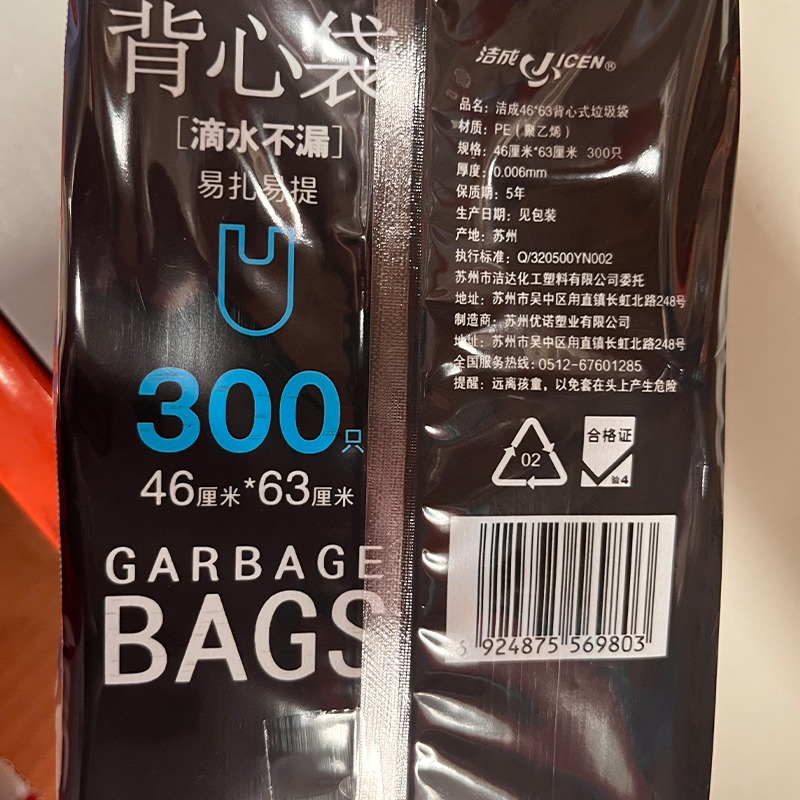 背心袋
[滴水不漏]
易扎易提
300只
46厘米*63厘米
GARBAGE
BAGS
洁成 JICEN®
品名：洁成46*63背心式垃圾袋
材质：PE（聚乙烯）
规格：46厘米*63厘米 300只
厚度：0.006mm
保质期：5年
生产日期：见包装
产地：苏州
执行标准：Q/320500YN002
苏州市洁达化工塑料有限公司委托
地址：苏州市吴中区甪直镇长虹北路248号
制造商：苏州优诺塑业有限公司
地址：苏州市吴中区甪直镇长虹北路248号
全国服务热线：0512-67601285
提醒：远离孩童，以免套在头上产生危险
02
合格证
验4
6 924875 569803